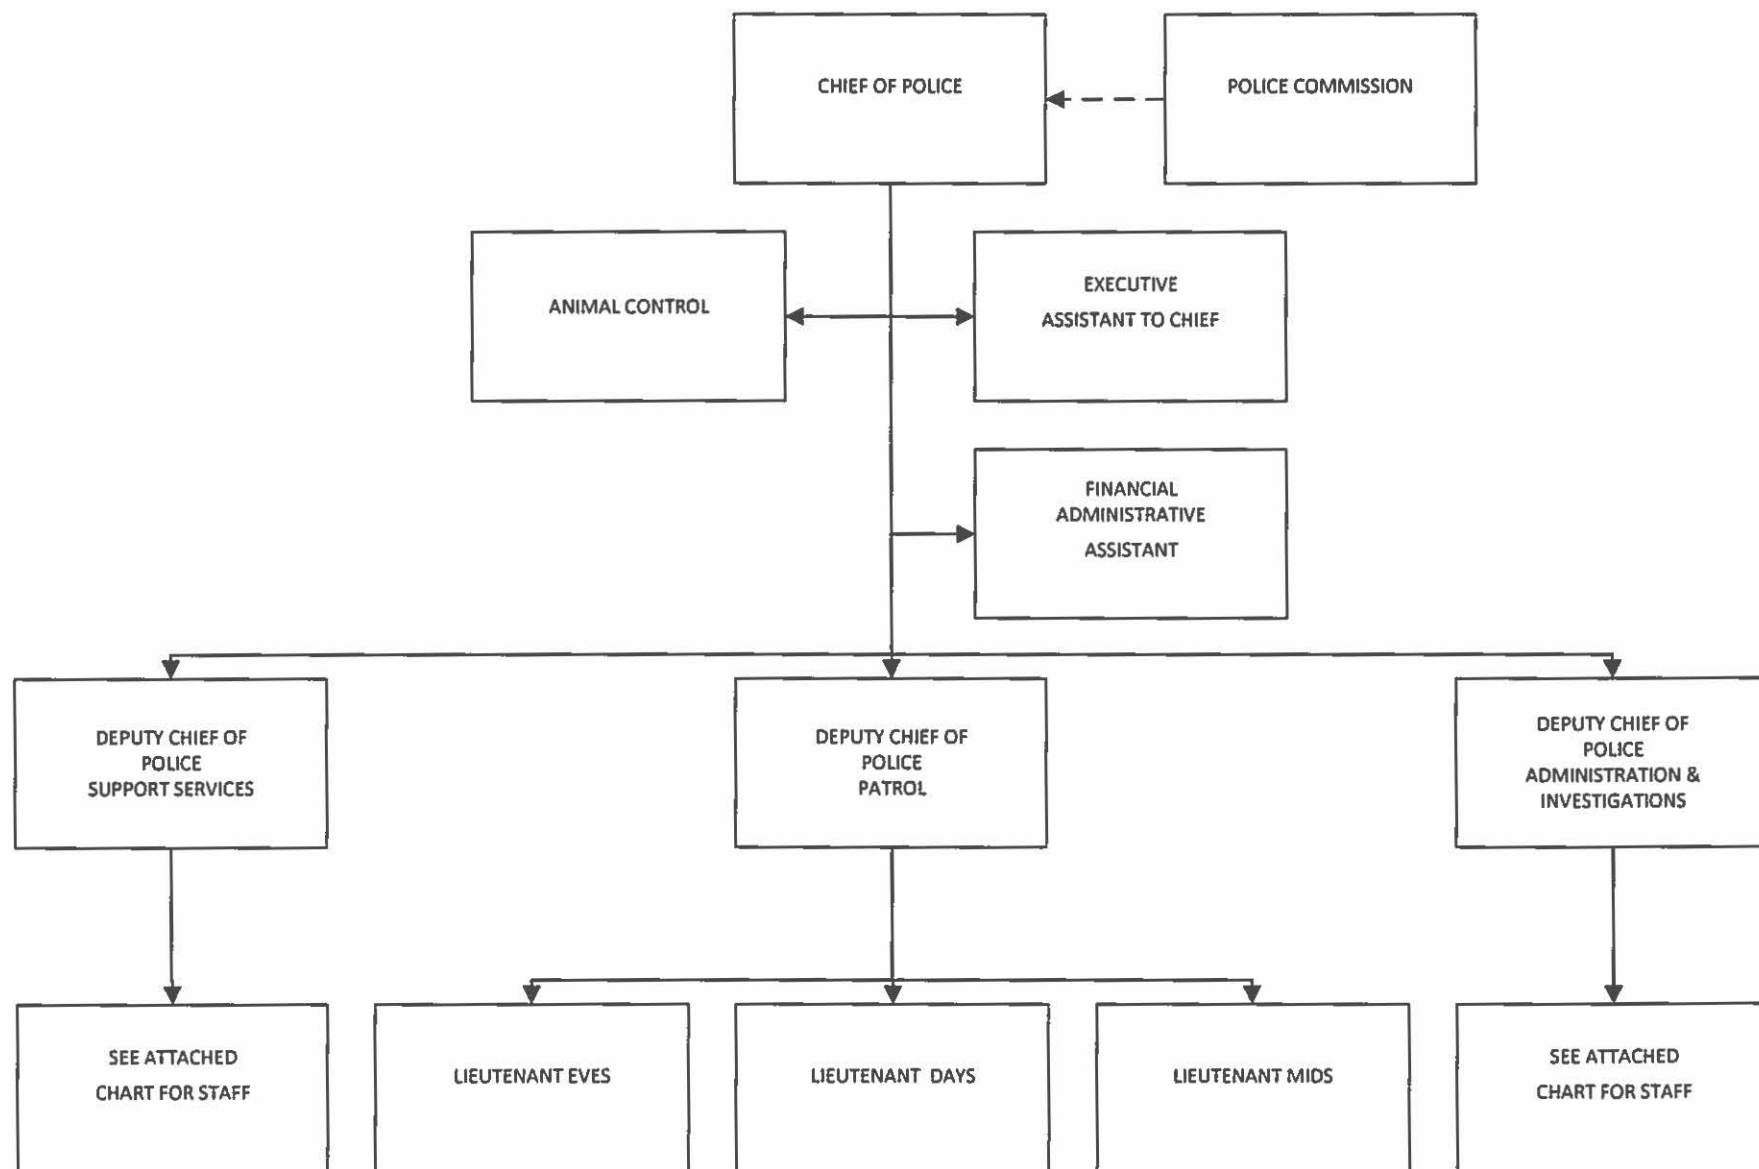 CHIEF OF POLICE
POLICE COMMISSION
ANIMAL CONTROL
EXECUTIVE
ASSISTANT TO CHIEF
FINANCIAL
ADMINISTRATIVE
ASSISTANT
DEPUTY CHIEF OF
POLICE
SUPPORT SERVICES
DEPUTY CHIEF OF
POLICE
PATROL
DEPUTY CHIEF OF
POLICE
ADMINISTRATION &
INVESTIGATIONS
SEE ATTACHED
CHART FOR STAFF
LIEUTENANT EVES
LIEUTENANT DAYS
LIEUTENANT MIDS
SEE ATTACHED
CHART FOR STAFF